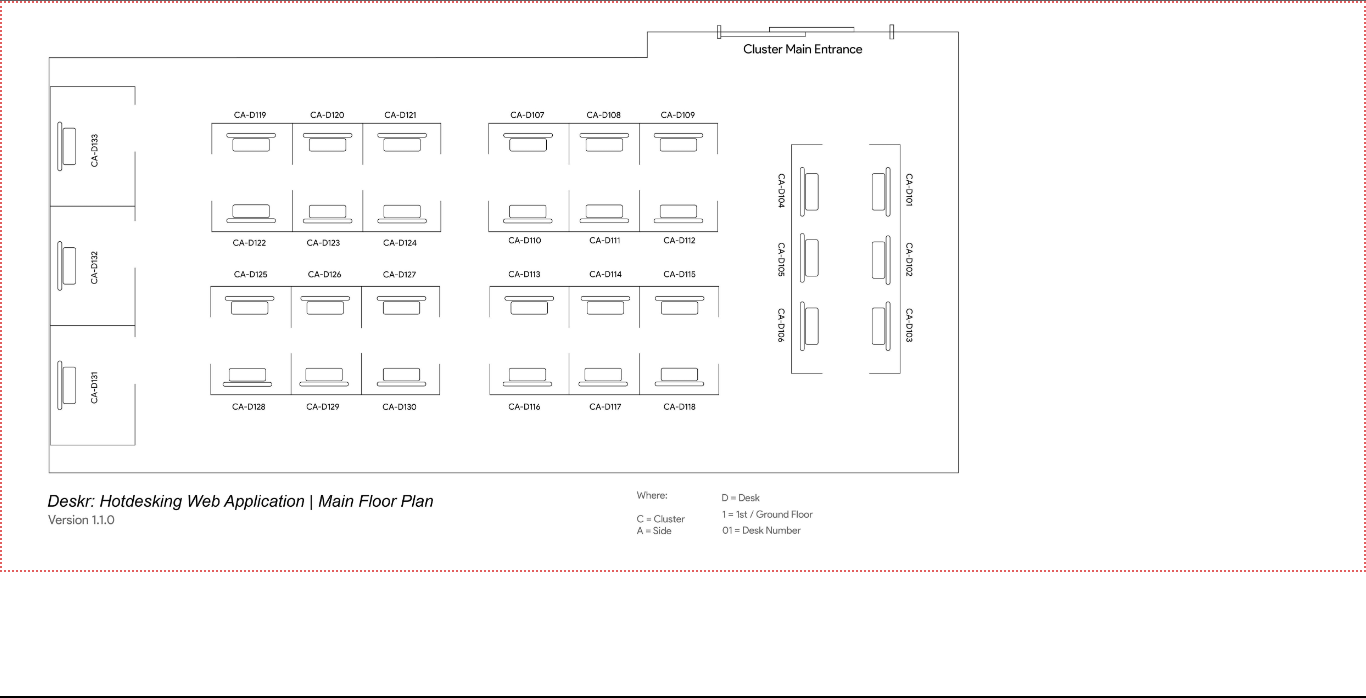 Cluster Main Entrance
CA-D119 CA-D120 CA-D121 CA-D107 CA-D108 CA-D109
CA-D133
CA-D104 CA-D101
CA-D122 CA-D123 CA-D124 CA-D110 CA-D111 CA-D112
CA-D132
CA-D105 CA-D102
CA-D125 CA-D126 CA-D127 CA-D113 CA-D114 CA-D115
CA-D106 CA-D103
CA-D131
CA-D128 CA-D129 CA-D130 CA-D116 CA-D117 CA-D118
Deskr: Hotdesking Web Application | Main Floor Plan
Version 1.1.0
Where:
C = Cluster
A = Side
D = Desk
1 = 1st / Ground Floor
01 = Desk Number